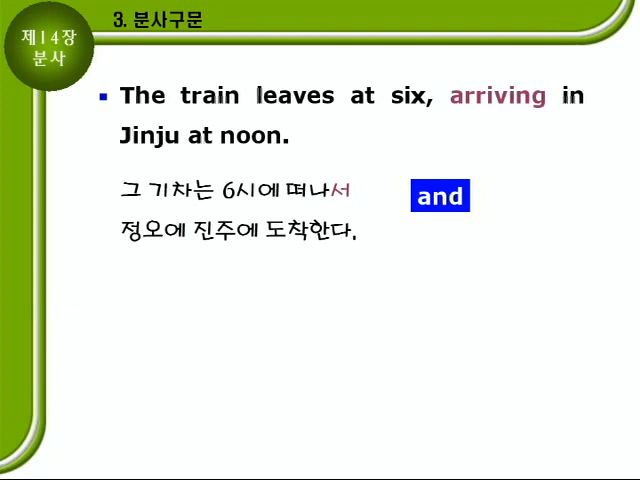 3. 분사구문
제14장
분사
The train leaves at six, arriving in
Jinju at noon.
그 기차는 6시에 떠나서
and
정오에 진주에 도착한다.